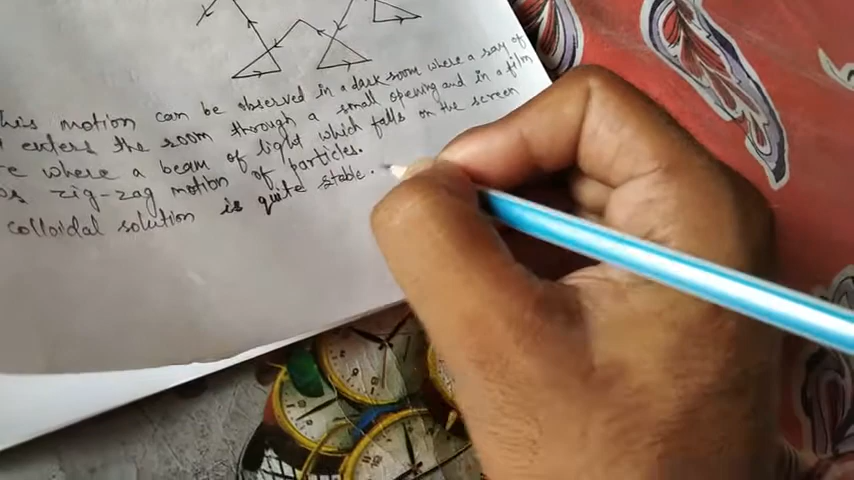 his motion can be observed in a dark room where a ray of
t enters the room through a small opening and in a film
e where a beam of light which falls on the screen
zig-zag motion of particles.
colloidal solution is quite stable.